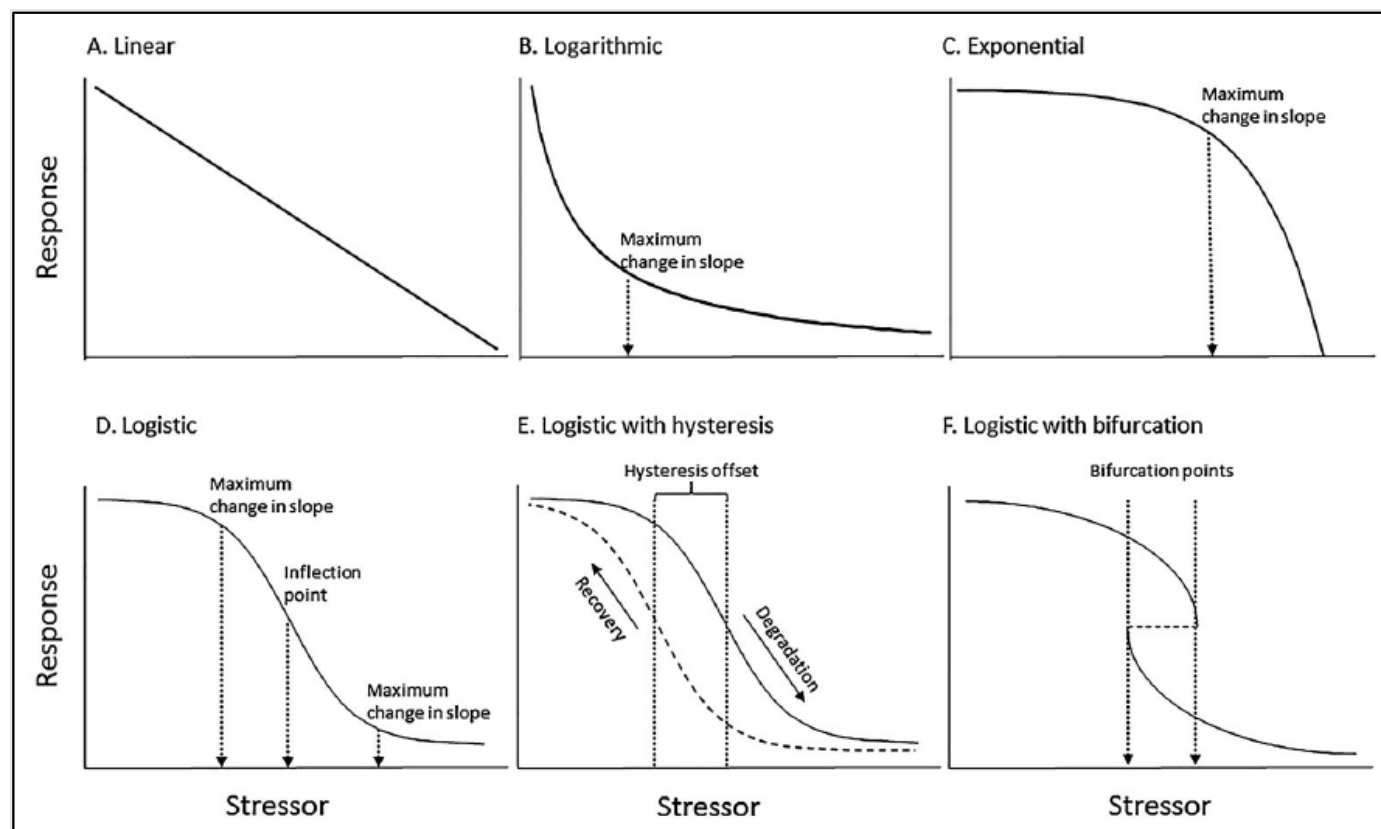 A. Linear
B. Logarithmic
C. Exponential
Response
Maximum
change in slope
Maximum
change in slope
D. Logistic
E. Logistic with hysteresis
F. Logistic with bifurcation
Response
Maximum
change in slope
Inflection
point
Maximum
change in slope
Hysteresis offset
Recovery
Degradation
Bifurcation points
Stressor
Stressor
Stressor